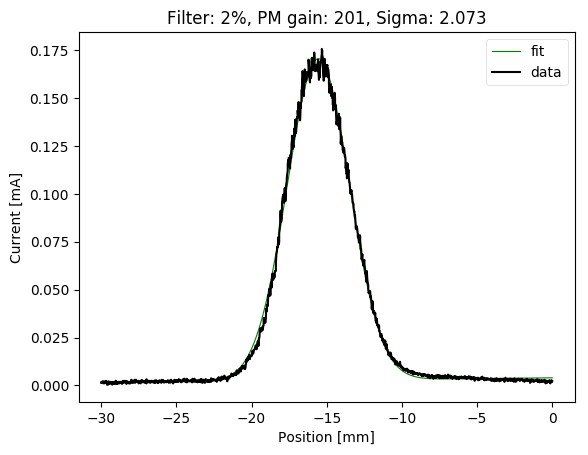 Filter: 2%, PM gain: 201, Sigma: 2.073
fit
data
Current [mA]
0.175
0.150
0.125
0.100
0.075
0.050
0.025
0.000
−30 −25 −20 −15 −10 −5 0
Position [mm]